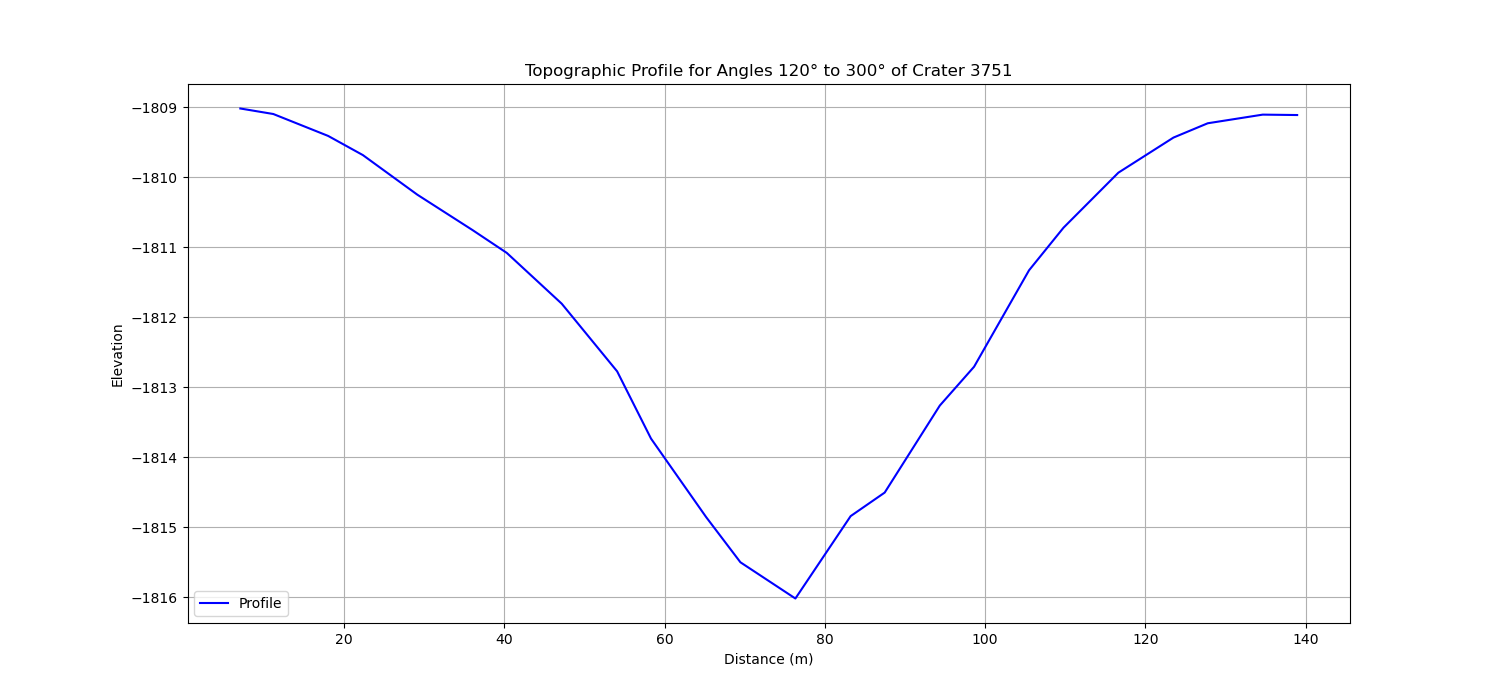 Topographic Profile for Angles 120° to 300° of Crater 3751
Elevation
−1809
−1810
−1811
−1812
−1813
−1814
−1815
−1816
Profile
20 40 60 80 100 120 140
Distance (m)